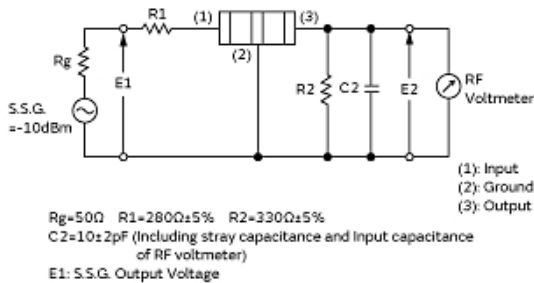 R1
(1)
(3)
(2)
Rg
E1
R2
C2
E2
RF
Voltmeter
S.S.G.
=-10dBm
(1): Input
(2): Ground
(3): Output
Rg=50Ω R1=280Ω±5% R2=330Ω±5%
C2=10±2pF (Including stray capacitance and Input capacitance
of RF voltmeter)
E1: S.S.G. Output Voltage